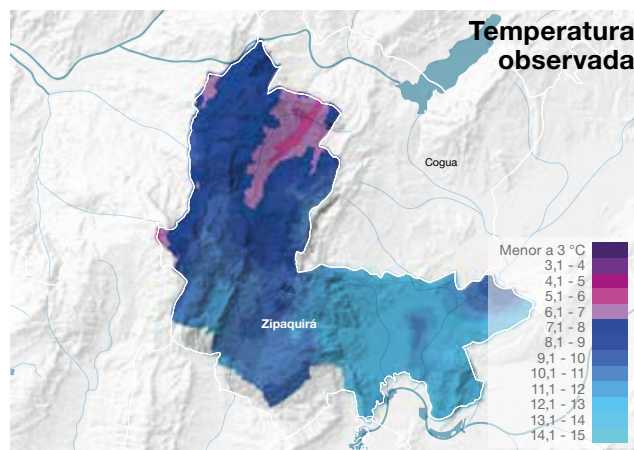 Temperatura
observada
Cogua
Zipaquirá
Menor a 3 °C
3,1 - 4
4,1 - 5
5,1 - 6
6,1 - 7
7,1 - 8
8,1 - 9
9,1 - 10
10,1 - 11
11,1 - 12
12,1 - 13
13,1 - 14
14,1 - 15